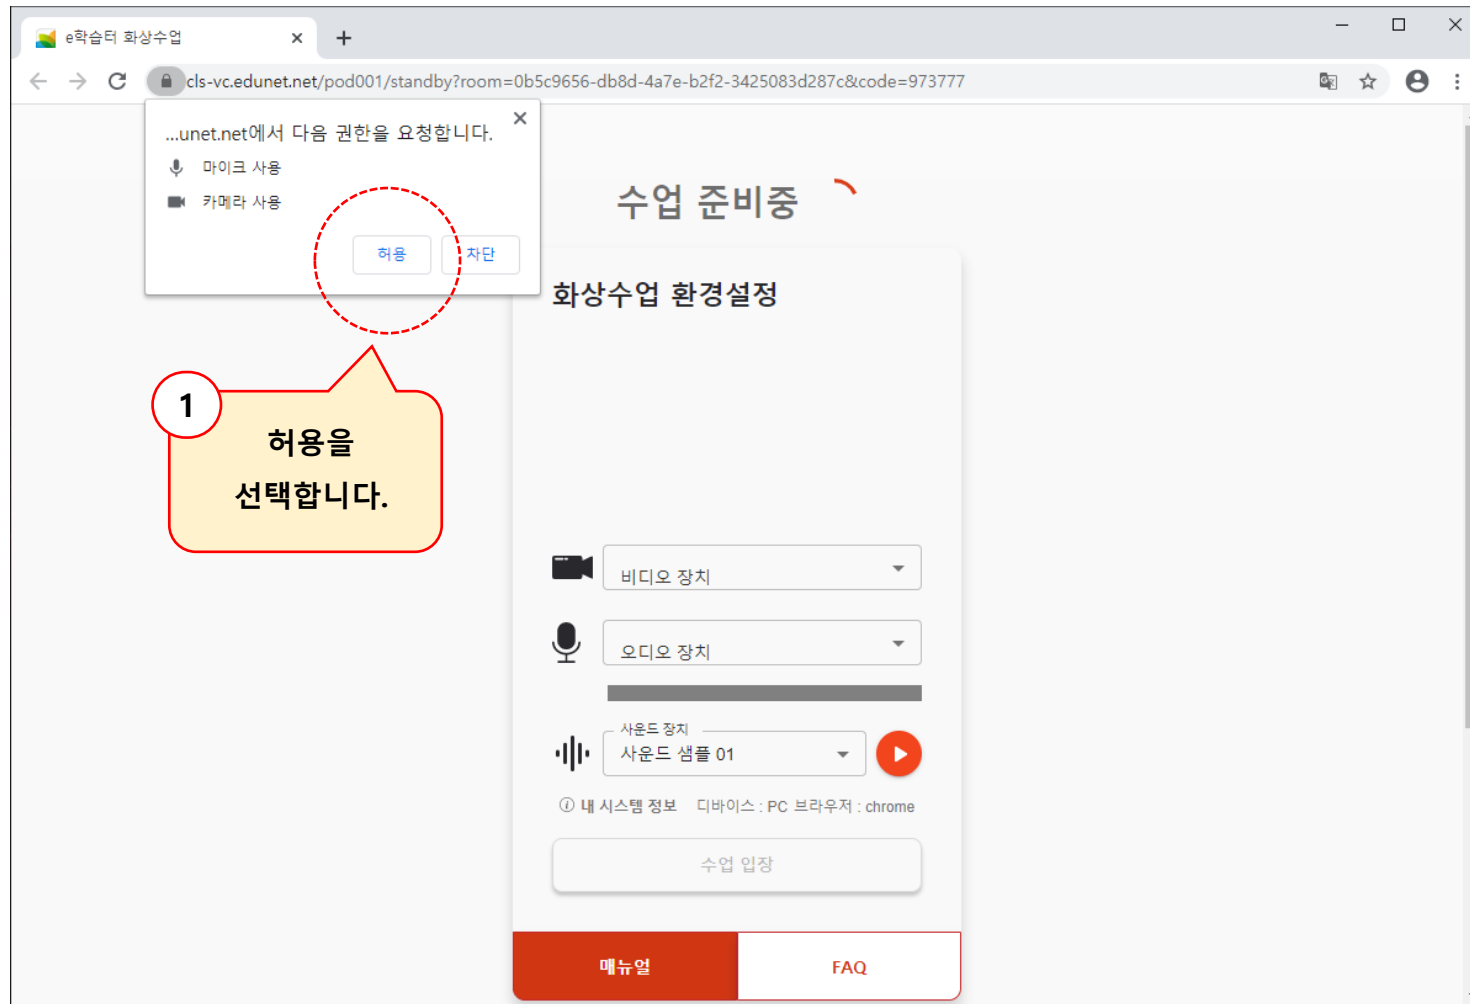 e학습터 화상수업
cls-vc.edunet.net/pod001/standby?room=0b5c9656-db8d-4a7e-b2f2-3425083d287c&code=973777
...unet.net에서 다음 권한을 요청합니다.
마이크 사용
카메라 사용
허용 차단
수업 준비중
화상수업 환경설정
1
허용을
선택합니다.
비디오 장치
오디오 장치
사운드 장치
사운드 샘플 01
내 시스템 정보 디바이스 : PC 브라우저 : chrome
수업 입장
매뉴얼 FAQ